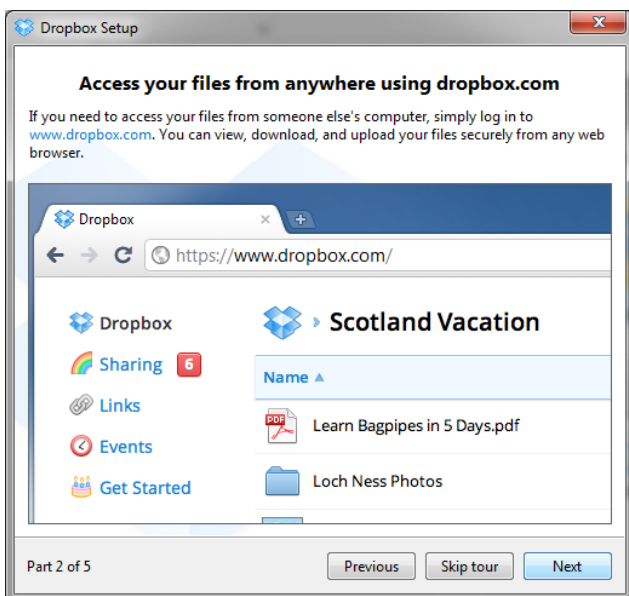 Dropbox Setup
Access your files from anywhere using dropbox.com
If you need to access your files from someone else's computer, simply log in to
www.dropbox.com. You can view, download, and upload your files securely from any web
browser.
Dropbox
https://www.dropbox.com/
Dropbox
Scotland Vacation
Sharing 6
Name
Links
Learn Bagpipes in 5 Days.pdf
Events
Loch Ness Photos
Get Started
Part 2 of 5
Previous
Skip tour
Next